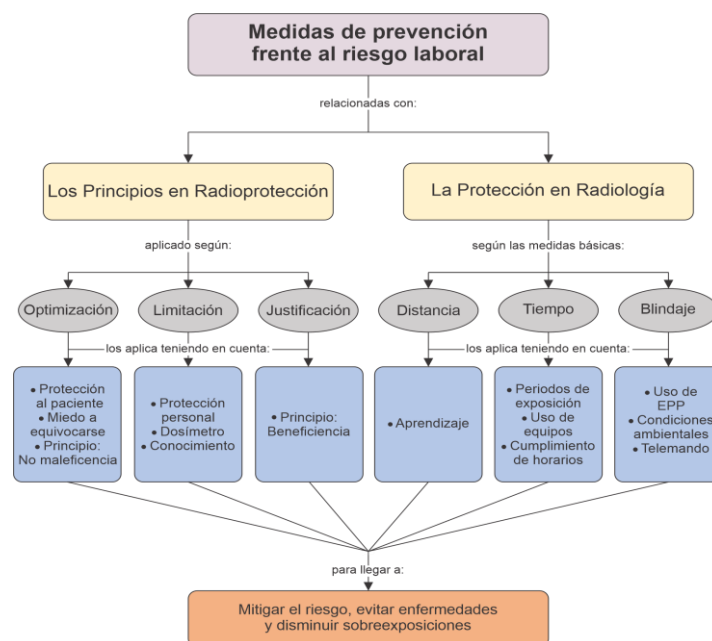 Medidas de prevención
frente al riesgo laboral
relacionadas con:
Los Principios en Radioprotección
La Protección en Radiología
aplicado según:
según las medidas básicas:
Optimización
Limitación
Justificación
Distancia
Tiempo
Blindaje
los aplica teniendo en cuenta:
los aplica teniendo en cuenta:
• Protección
al paciente
• Miedo a
equivocarse
• Principio:
No maleficencia
• Protección
personal
• Dosímetro
• Conocimiento
• Principio:
Beneficiencia
• Aprendizaje
• Periodos de
exposición
• Uso de
equipos
• Cumplimiento
de horarios
• Uso de
EPP
• Condiciones
ambientales
• Telemando
para llegar a:
Mitigar el riesgo, evitar enfermedades
y disminuir sobreexposiciones